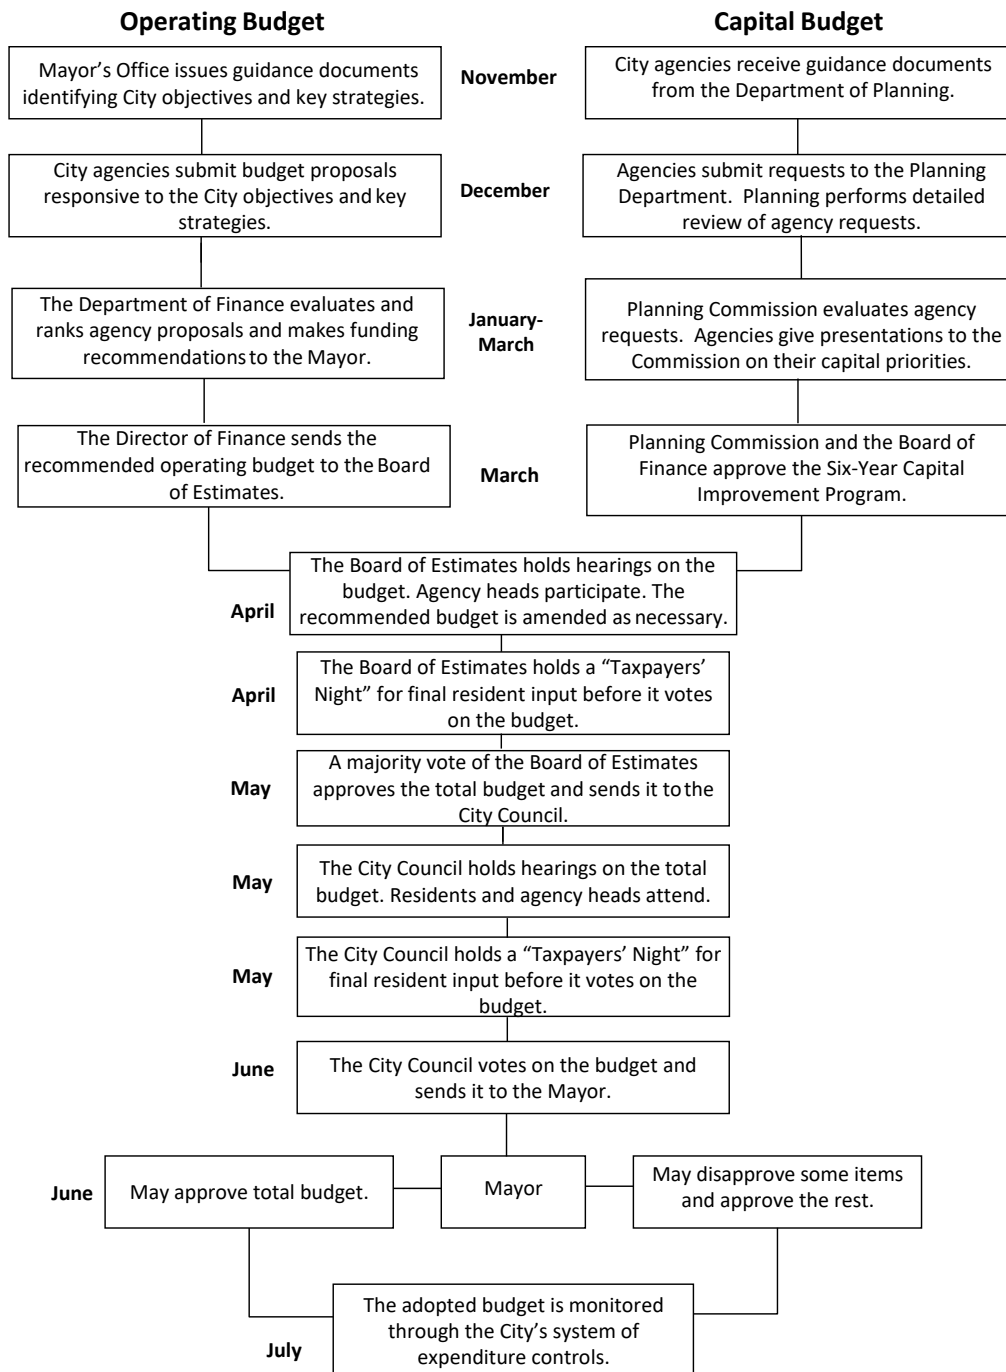 Operating Budget
Capital Budget
Mayor’s Office issues guidance documents
identifying City objectives and key strategies.
November
City agencies receive guidance documents
from the Department of Planning.
City agencies submit budget proposals
responsive to the City objectives and key
strategies.
December
Agencies submit requests to the Planning
Department. Planning performs detailed
review of agency requests.
The Department of Finance evaluates and
ranks agency proposals and makes funding
recommendations to the Mayor.
January-
March
Planning Commission evaluates agency
requests. Agencies give presentations to the
Commission on their capital priorities.
The Director of Finance sends the
recommended operating budget to the Board
of Estimates.
March
Planning Commission and the Board of
Finance approve the Six-Year Capital
Improvement Program.
April
The Board of Estimates holds hearings on the
budget. Agency heads participate. The
recommended budget is amended as necessary.
April
The Board of Estimates holds a “Taxpayers’
Night” for final resident input before it votes
on the budget.
May
A majority vote of the Board of Estimates
approves the total budget and sends it to the
City Council.
May
The City Council holds hearings on the total
budget. Residents and agency heads attend.
May
The City Council holds a “Taxpayers’ Night” for
final resident input before it votes on the
budget.
June
The City Council votes on the budget and
sends it to the Mayor.
June
May approve total budget.
Mayor
May disapprove some items
and approve the rest.
July
The adopted budget is monitored
through the City’s system of
expenditure controls.